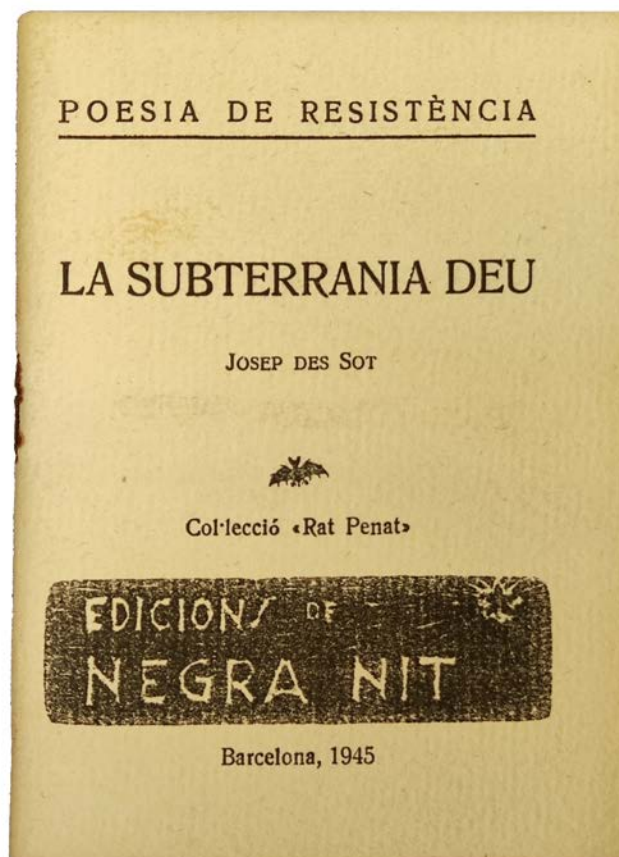 POESIA DE RESISTÈNCIA
LA SUBTERRANIA DEU
JOSEP DES SOT
Col·lecció «Rat Penat»
EDICIONS DE
NEGRA NIT
Barcelona, 1945